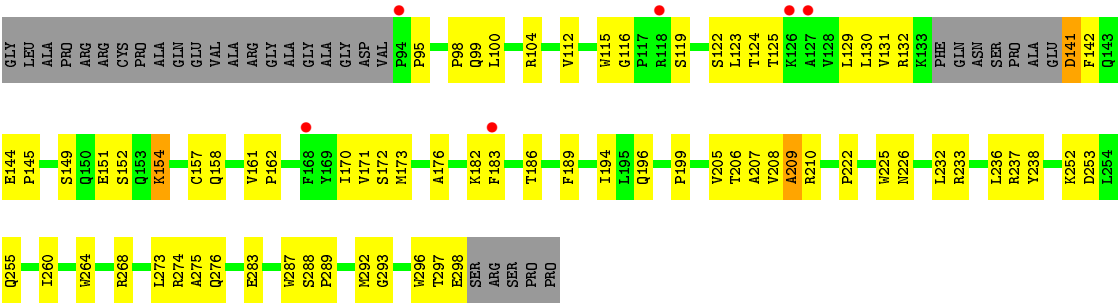 GLY LEU ALA PRO ARG ARG CYS PRO ALA GLN GLU VAL ALA ARG GLY ALA GLY ALA GLY ASP VAL P94 P95 P98 Q99 L100 R104 V112 W115 G116 P117 R118 S119 S122 L123 T124 T125 K126 A127 V128 L129 L130 V131 R132 K133 PHE GLN ASN SER PRO ALA GLU D141 F142 Q143
E144 P145 S149 Q150 E151 S152 Q153 K154 C157 Q158 V161 P162 F168 Y169 I170 V171 S172 M173 A176 K182 F183 T186 F189 I194 L195 Q196 P199 V205 T206 A207 V208 A209 R210 P222 W225 N226 L232 R233 L236 R237 Y238 K252 D253 L254
Q255 I260 W264 R268 L273 R274 A275 Q276 E283 W287 S288 P289 M292 G293 W296 T297 E298 SER ARG SER PRO PRO